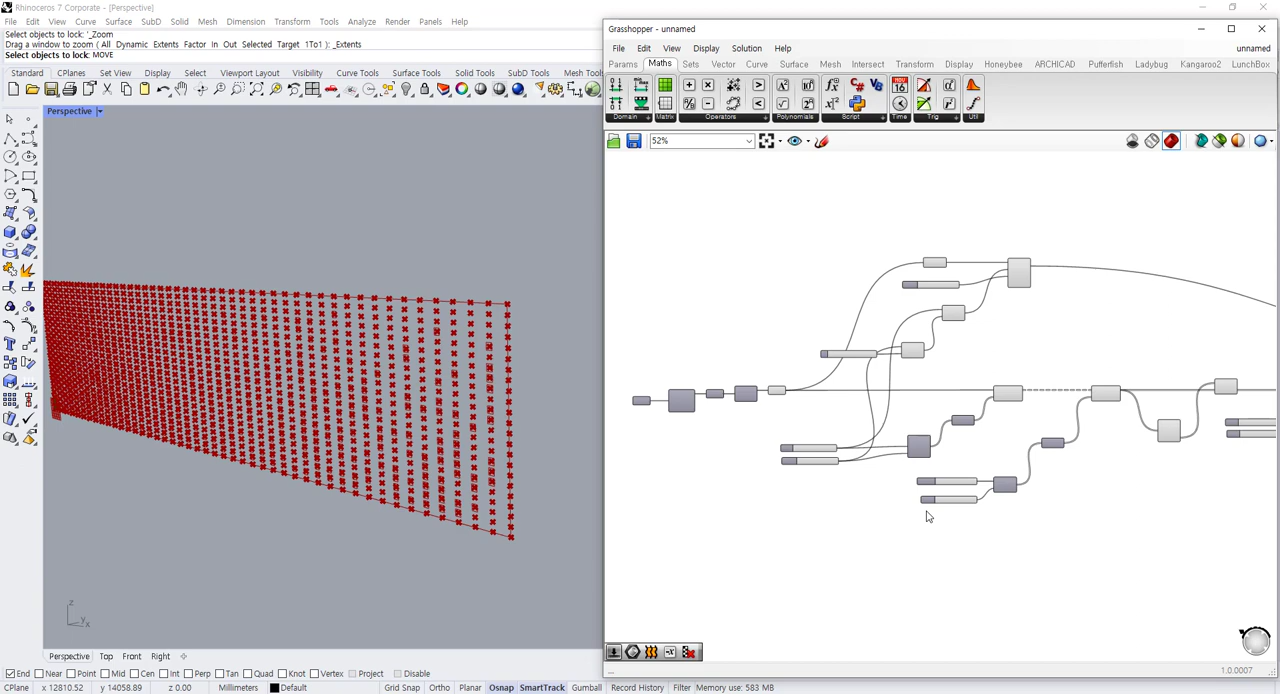 Rhinoceros 7 Corporate - [Perspective]
File Edit View Curve Surface SubD Solid Mesh Dimension Transform Tools Analyze Render Panels Help
Select objects to lock: '_Zoom
Drag a window to zoom ( All Dynamic Extents Factor In Out Selected Target 1To1 ): _Extents
Select objects to lock: MOVE
Standard CPlanes Set View Display Select Viewport Layout Visibility Curve Tools Surface Tools Solid Tools SubD Tools Mesh Tools
Perspective
Grasshopper - unnamed
File Edit View Display Solution Help unnamed
Params Maths Sets Vector Curve Surface Mesh Intersect Transform Display Honeybee ARCHICAD Pufferfish Ladybug Kangaroo2 LunchBox
Domain Matrix Operators Polynomials Script Time Trig Util
52%
z
y
x
1.0.0007
Perspective Top Front Right
End Near Point Mid Cen Int Perp Tan Quad Knot Vertex Project Disable
CPlane x 12810.52 y 14058.89 z 0.00 Millimeters Default Grid Snap Ortho Planar Osnap SmartTrack Gumball Record History Filter Memory use: 583 MB